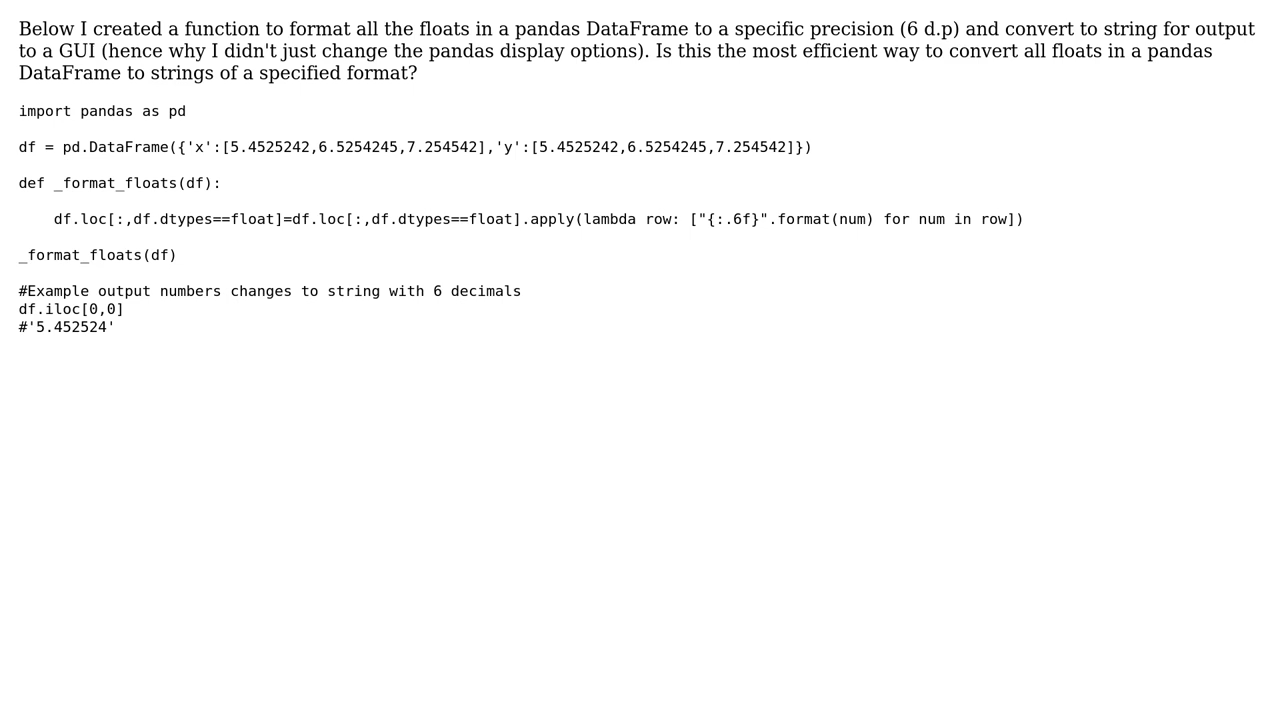 Below I created a function to format all the floats in a pandas DataFrame to a specific precision (6 d.p) and convert to string for output
to a GUI (hence why I didn't just change the pandas display options). Is this the most efficient way to convert all floats in a pandas
DataFrame to strings of a specified format?
import pandas as pd
df = pd.DataFrame({'x':[5.4525242,6.5254245,7.254542],'y':[5.4525242,6.5254245,7.254542]})
def _format_floats(df):
    df.loc[:,df.dtypes==float]=df.loc[:,df.dtypes==float].apply(lambda row: ["{:.6f}".format(num) for num in row])
_format_floats(df)
#Example output numbers changes to string with 6 decimals
df.iloc[0,0]
#'5.452524'